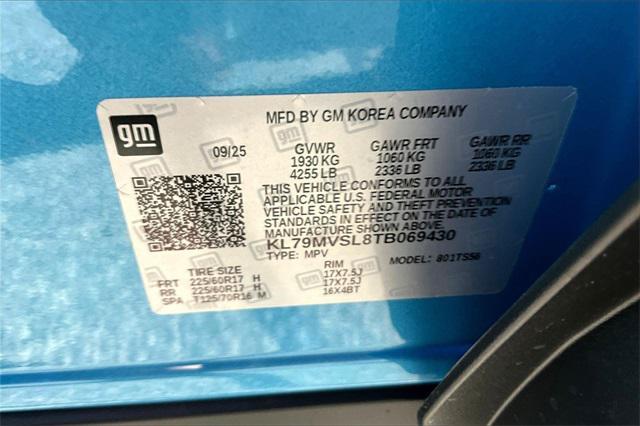 gm
MFD BY GM KOREA COMPANY
09/25 GVWR GAWR FRT GAWR RR
1930 KG 1060 KG 1060 KG
4255 LB 2336 LB 2336 LB
THIS VEHICLE CONFORMS TO ALL
APPLICABLE U.S. FEDERAL MOTOR
VEHICLE SAFETY AND THEFT PREVENTION
STANDARDS IN EFFECT ON THE DATE OF
MANUFACTURE SHOWN ABOVE.
KL79MVSL8TB069430
TYPE: MPV MODEL: 801TS56
TIRE SIZE RIM
FRT 225/60R17 H 17X7.5J
RR 225/60R17 H 17X7.5J
SPA T125/70R16 M 16X4BT